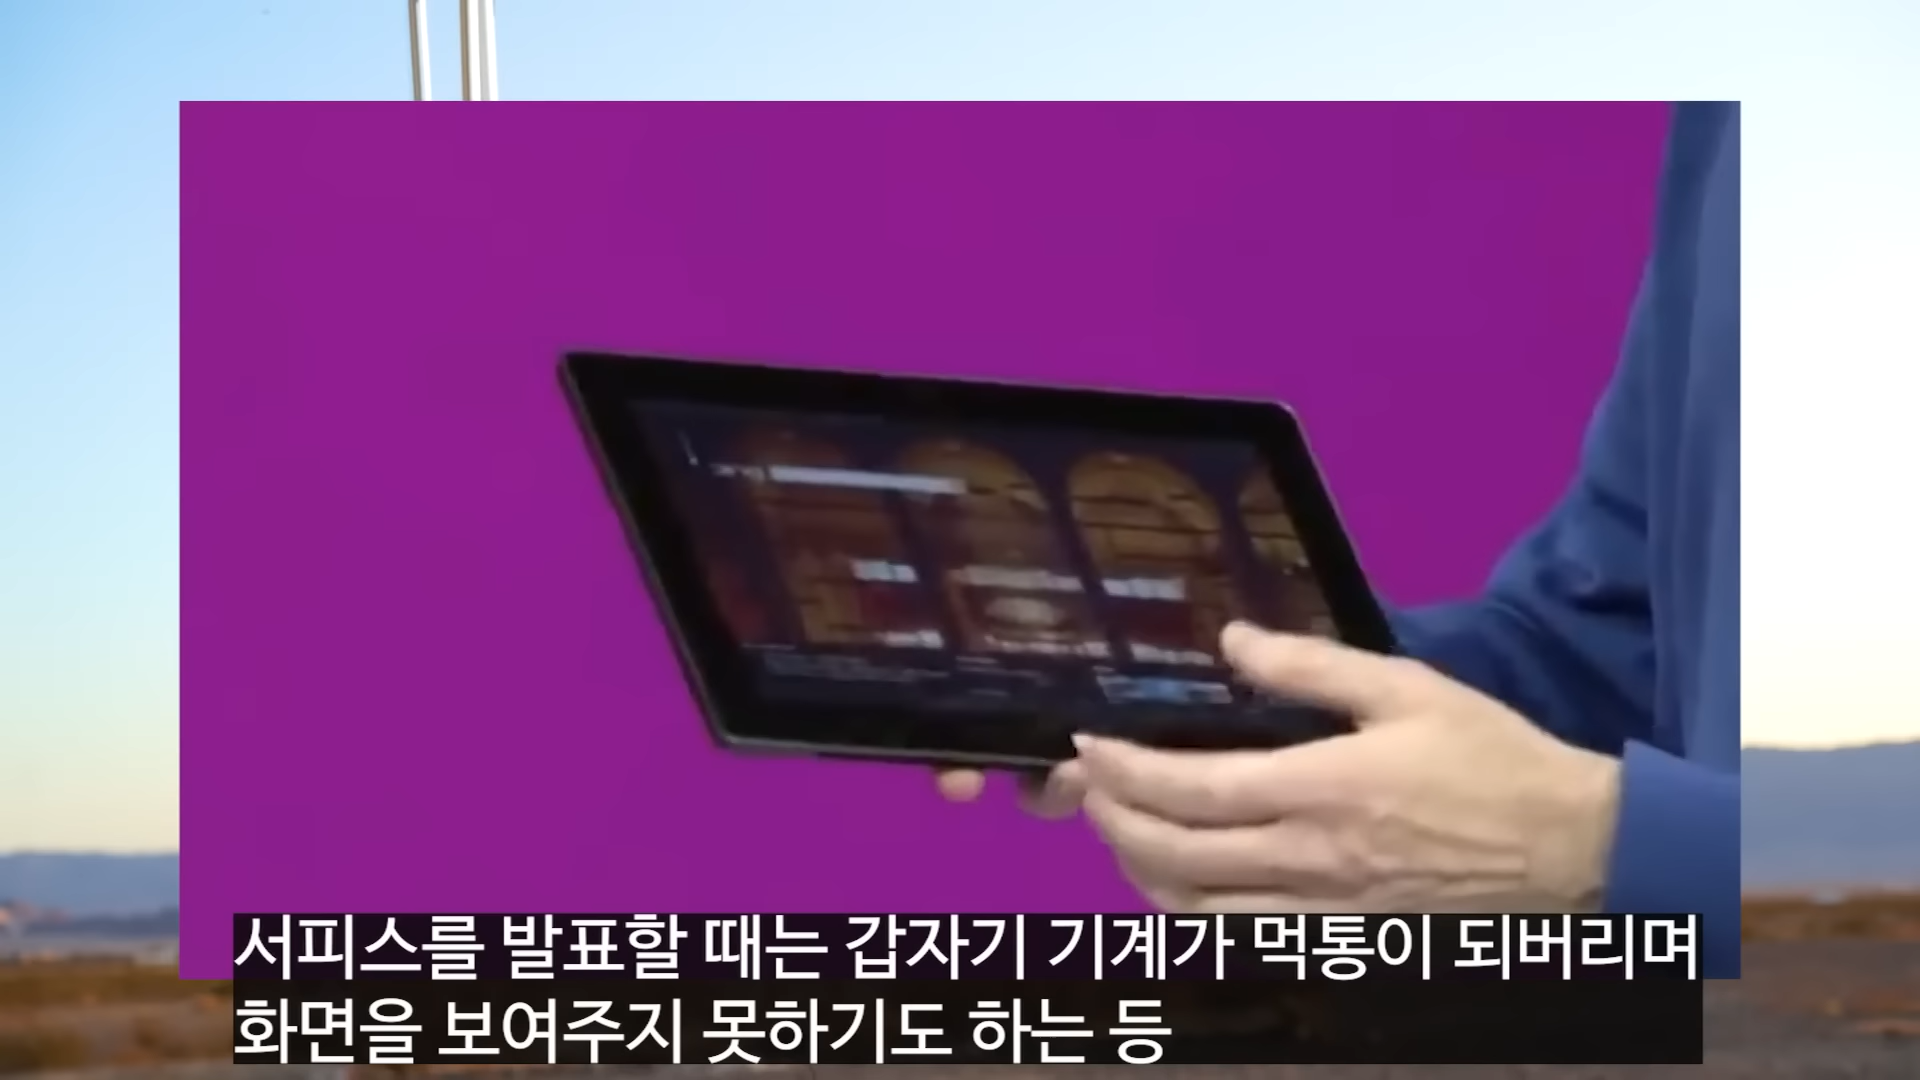 서피스를 발표할 때는 갑자기 기계가 먹통이 되버리며
화면을 보여주지 못하기도 하는 등